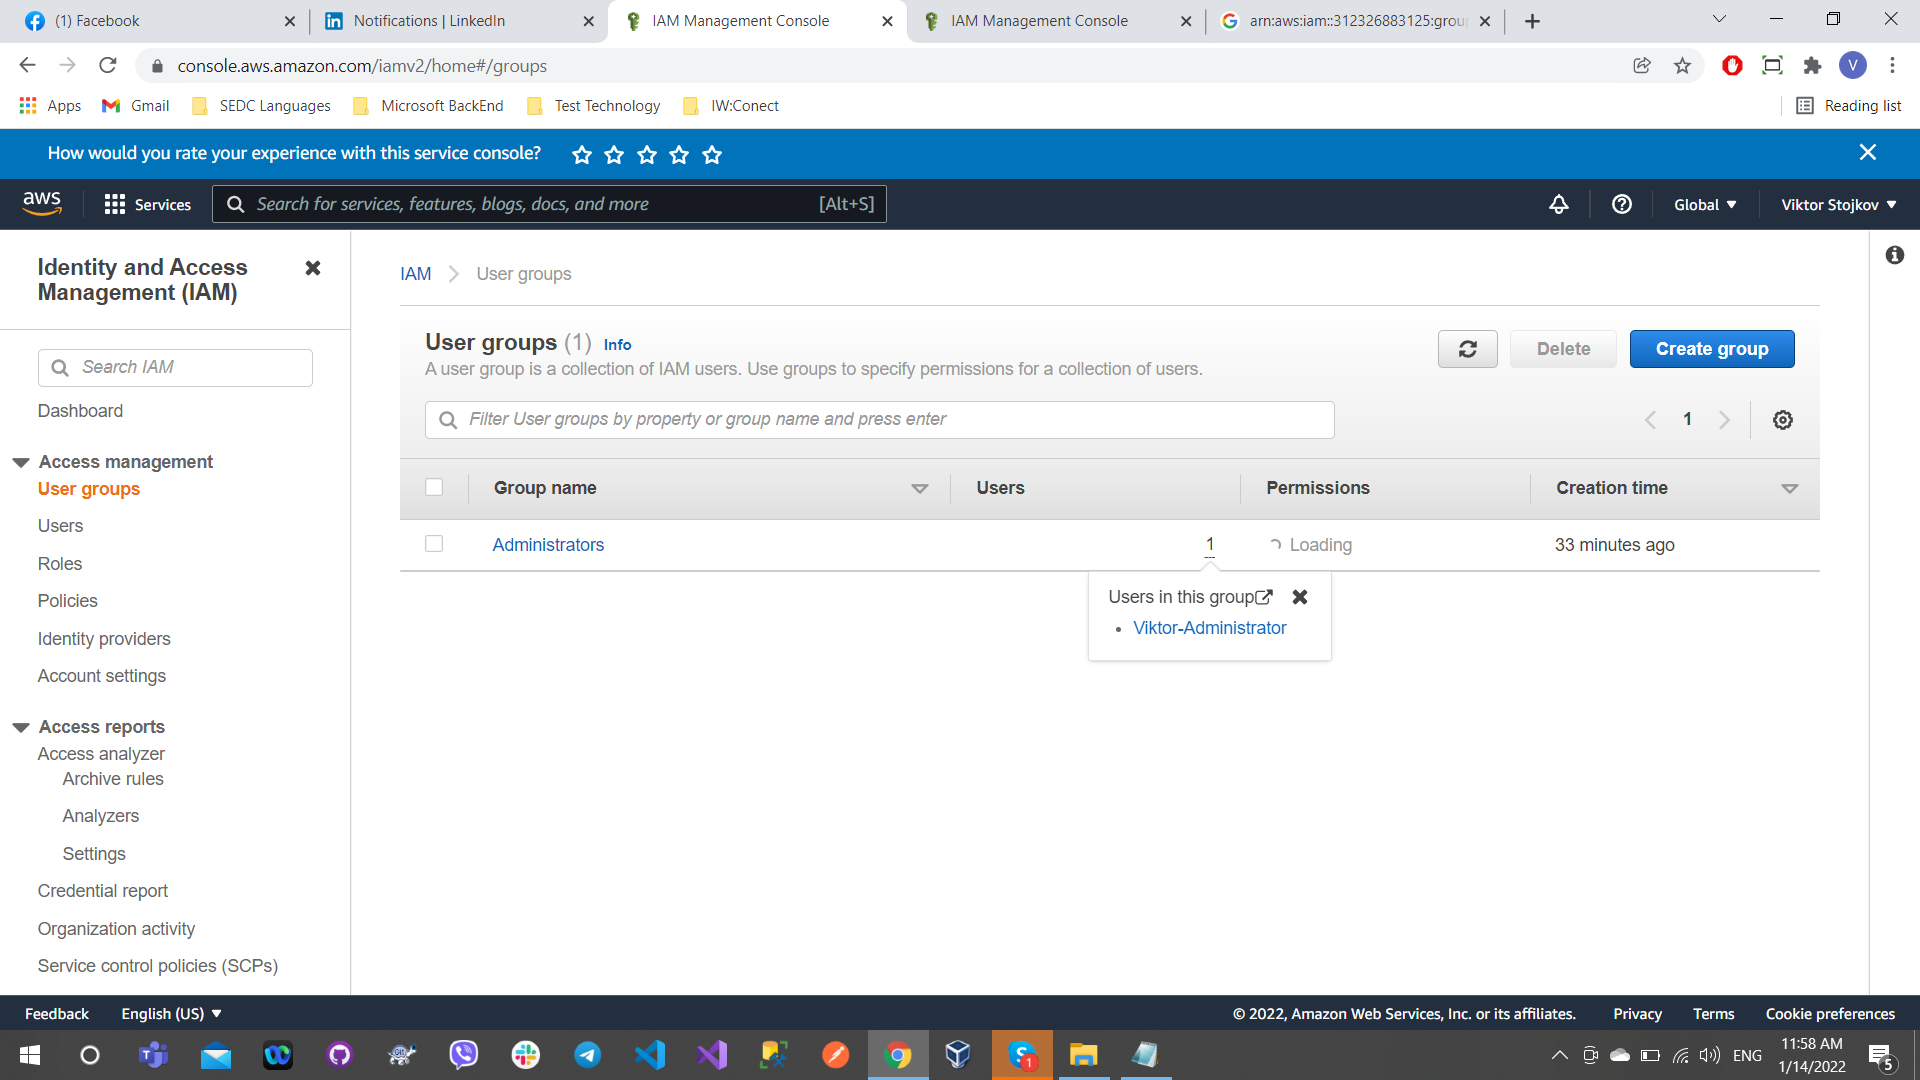 (1) Facebook
Notifications | LinkedIn
IAM Management Console
IAM Management Console
arn:aws:iam::312326883125:grou
console.aws.amazon.com/iamv2/home#/groups
V
Apps
Gmail
SEDC Languages
Microsoft BackEnd
Test Technology
IW:Conect
Reading list
How would you rate your experience with this service console?
aws
Services
Search for services, features, blogs, docs, and more
[Alt+S]
Global
Viktor Stojkov
Identity and Access
Management (IAM)
Search IAM
Dashboard
Access management
User groups
Users
Roles
Policies
Identity providers
Account settings
Access reports
Access analyzer
Archive rules
Analyzers
Settings
Credential report
Organization activity
Service control policies (SCPs)
IAM
User groups
User groups (1) Info
A user group is a collection of IAM users. Use groups to specify permissions for a collection of users.
Delete
Create group
Filter User groups by property or group name and press enter
1
Group name
Users
Permissions
Creation time
Administrators
1
Loading
33 minutes ago
Users in this group
• Viktor-Administrator
Feedback
English (US)
© 2022, Amazon Web Services, Inc. or its affiliates.
Privacy
Terms
Cookie preferences
1
ENG
11:58 AM
1/14/2022
5